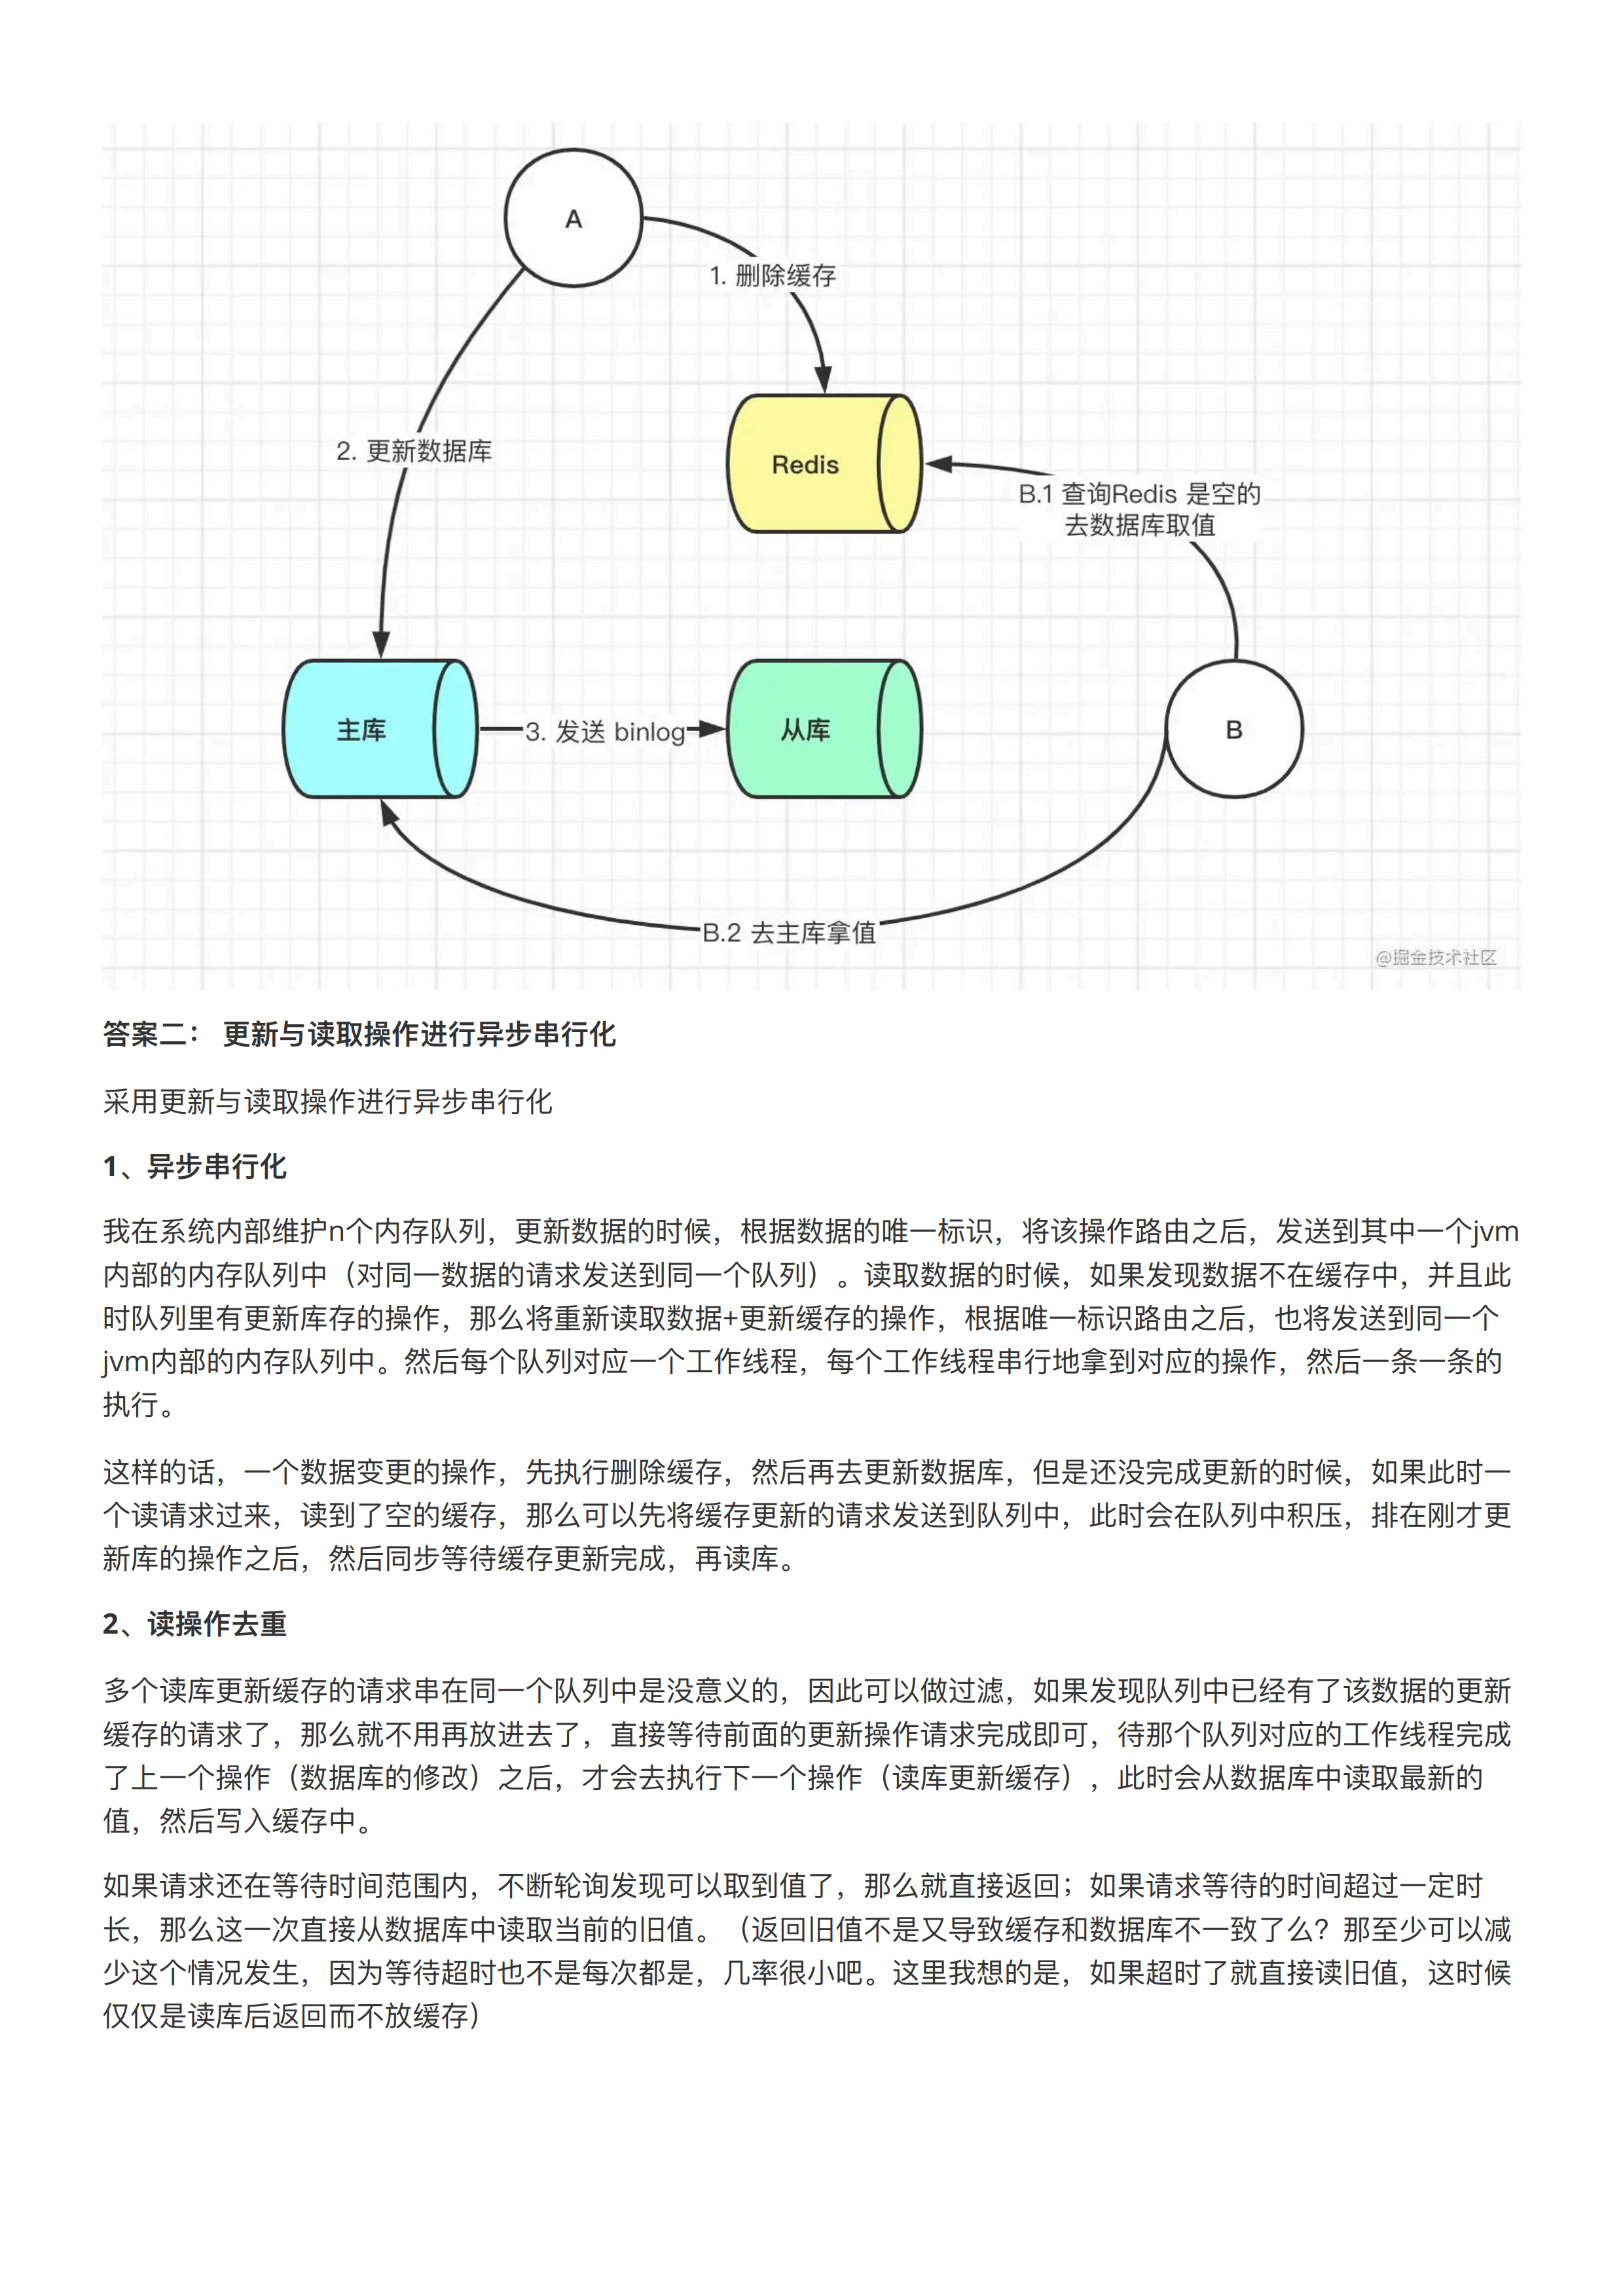 A
1. 删除缓存
2. 更新数据库
Redis
B.1 查询Redis 是空的
去数据库取值
主库
3. 发送 binlog
从库
B
B.2 去主库拿值
@掘金技术社区
答案二： 更新与读取操作进行异步串行化
采用更新与读取操作进行异步串行化
1、异步串行化
我在系统内部维护n个内存队列，更新数据的时候，根据数据的唯一标识，将该操作路由之后，发送到其中一个jvm
内部的内存队列中（对同一数据的请求发送到同一个队列）。读取数据的时候，如果发现数据不在缓存中，并且此
时队列里有更新库存的操作，那么将重新读取数据+更新缓存的操作，根据唯一标识路由之后，也将发送到同一个
jvm内部的内存队列中。然后每个队列对应一个工作线程，每个工作线程串行地拿到对应的操作，然后一条一条的
执行。
这样的话，一个数据变更的操作，先执行删除缓存，然后再去更新数据库，但是还没完成更新的时候，如果此时一
个读请求过来，读到了空的缓存，那么可以先将缓存更新的请求发送到队列中，此时会在队列中积压，排在刚才更
新库的操作之后，然后同步等待缓存更新完成，再读库。
2、读操作去重
多个读库更新缓存的请求串在同一个队列中是没意义的，因此可以做过滤，如果发现队列中已经有了该数据的更新
缓存的请求了，那么就不用再放进去了，直接等待前面的更新操作请求完成即可，待那个队列对应的工作线程完成
了上一个操作（数据库的修改）之后，才会去执行下一个操作（读库更新缓存），此时会从数据库中读取最新的
值，然后写入缓存中。
如果请求还在等待时间范围内，不断轮询发现可以取到值了，那么就直接返回；如果请求等待的时间超过一定时
长，那么这一次直接从数据库中读取当前的旧值。（返回旧值不是又导致缓存和数据库不一致了么？那至少可以减
少这个情况发生，因为等待超时也不是每次都是，几率很小吧。这里我想的是，如果超时了就直接读旧值，这时候
仅仅是读库后返回而不放缓存）